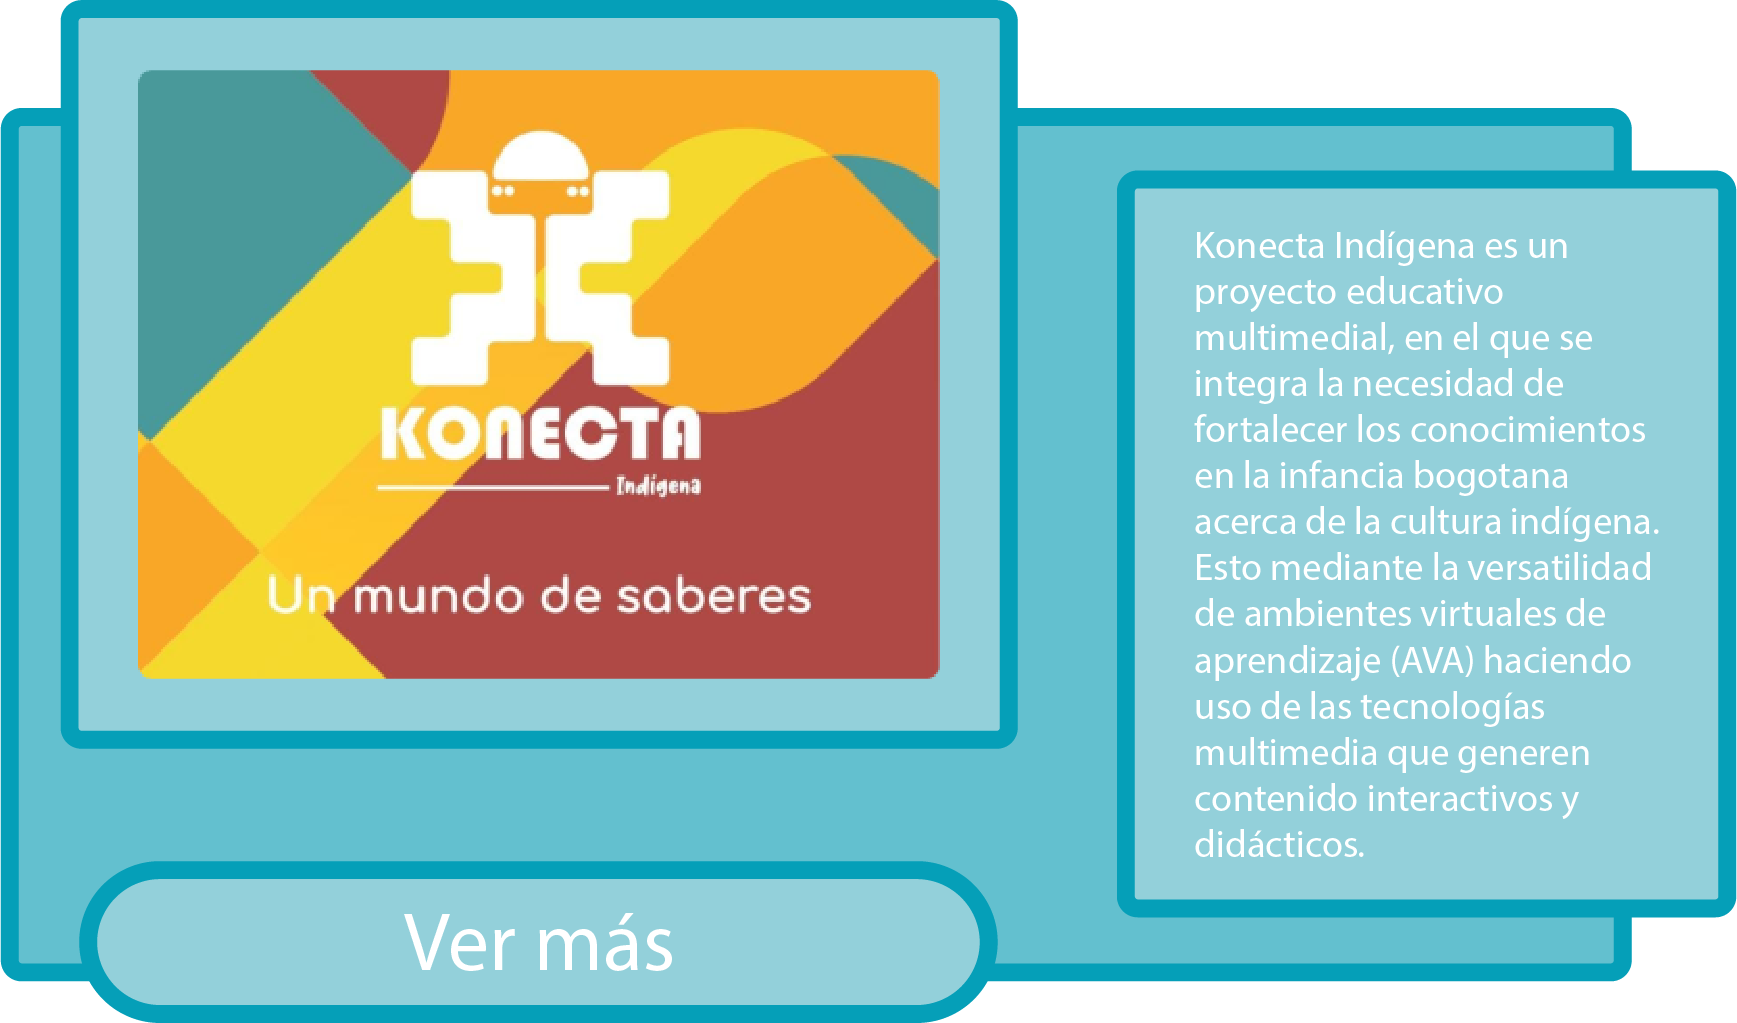 KONECTA
Indígena
Un mundo de saberes
Konecta Indígena es un
proyecto educativo
multimedial, en el que se
integra la necesidad de
fortalecer los conocimientos
en la infancia bogotana
acerca de la cultura indígena.
Esto mediante la versatilidad
de ambientes virtuales de
aprendizaje (AVA) haciendo
uso de las tecnologías
multimedia que generen
contenido interactivos y
didácticos.
Ver más